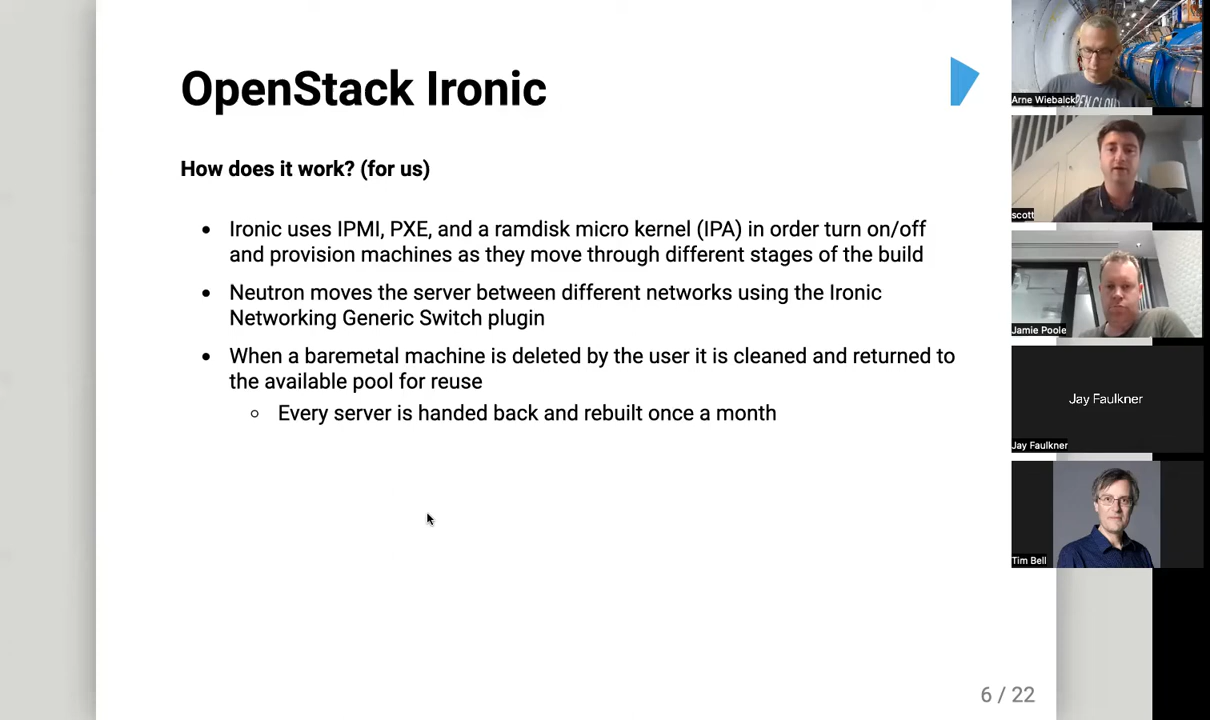 OpenStack Ironic
How does it work? (for us)
• Ironic uses IPMI, PXE, and a ramdisk micro kernel (IPA) in order turn on/off
and provision machines as they move through different stages of the build
• Neutron moves the server between different networks using the Ironic
Networking Generic Switch plugin
• When a baremetal machine is deleted by the user it is cleaned and returned to
the available pool for reuse
○ Every server is handed back and rebuilt once a month
6 / 22
OPEN CLOU
Arne Wiebalck
scott
Jamie Poole
Jay Faulkner
Jay Faulkner
Tim Bell